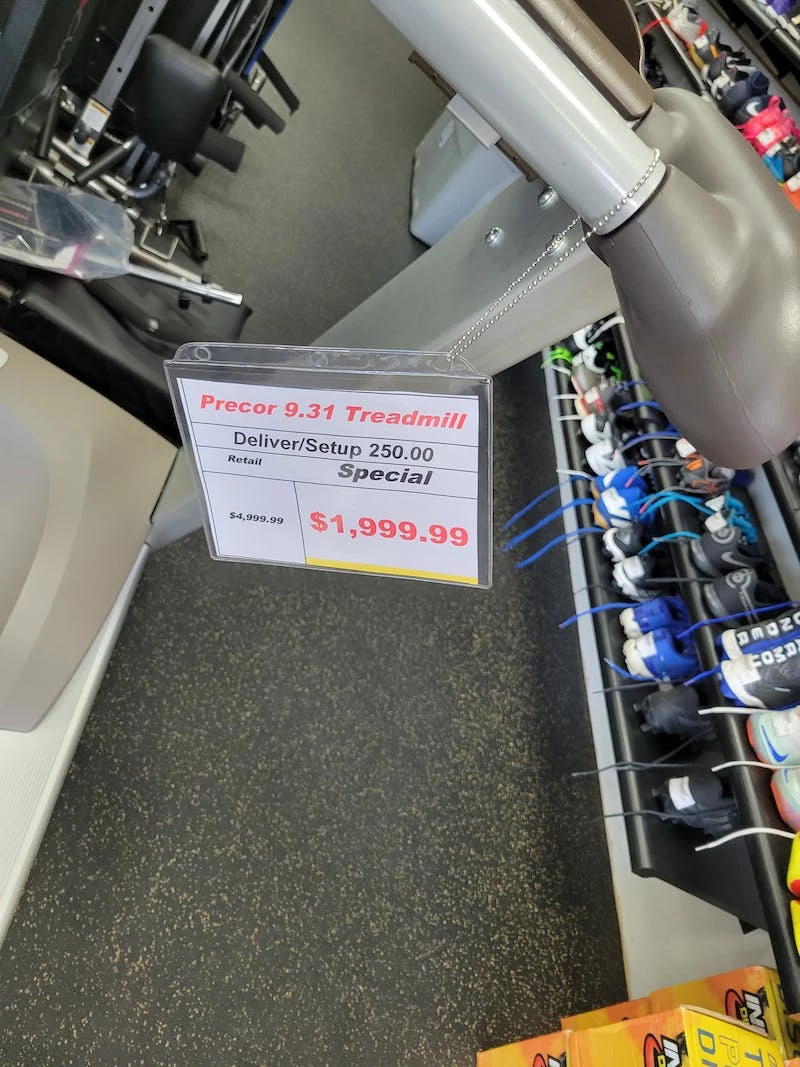 Precor 9.31 Treadmill
Deliver/Setup 250.00
Retail Special
$4,999.99 $1,999.99